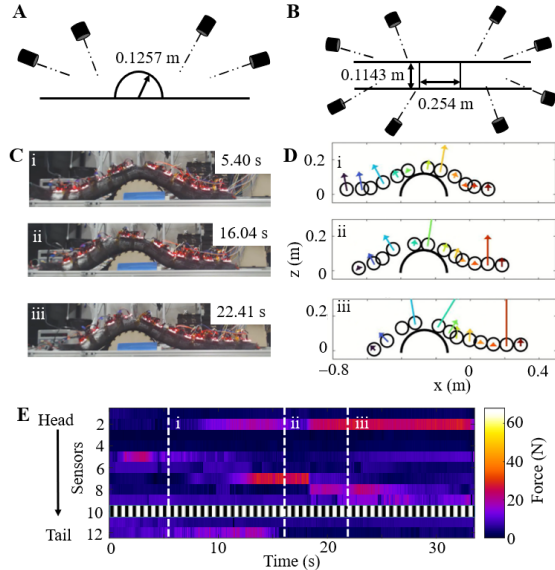 A
0.1257 m
B
0.1143 m
0.254 m
C
i
5.40 s
ii
16.04 s
iii
22.41 s
D
i
0.2
0
ii
0.2
0
z (m)
iii
0.2
0
−0.8
−0.4
0
0.4
x (m)
E
Head
Sensors
Tail
2
4
6
8
10
12
i
ii
iii
0
10
20
30
Time (s)
60
40
20
0
Force (N)